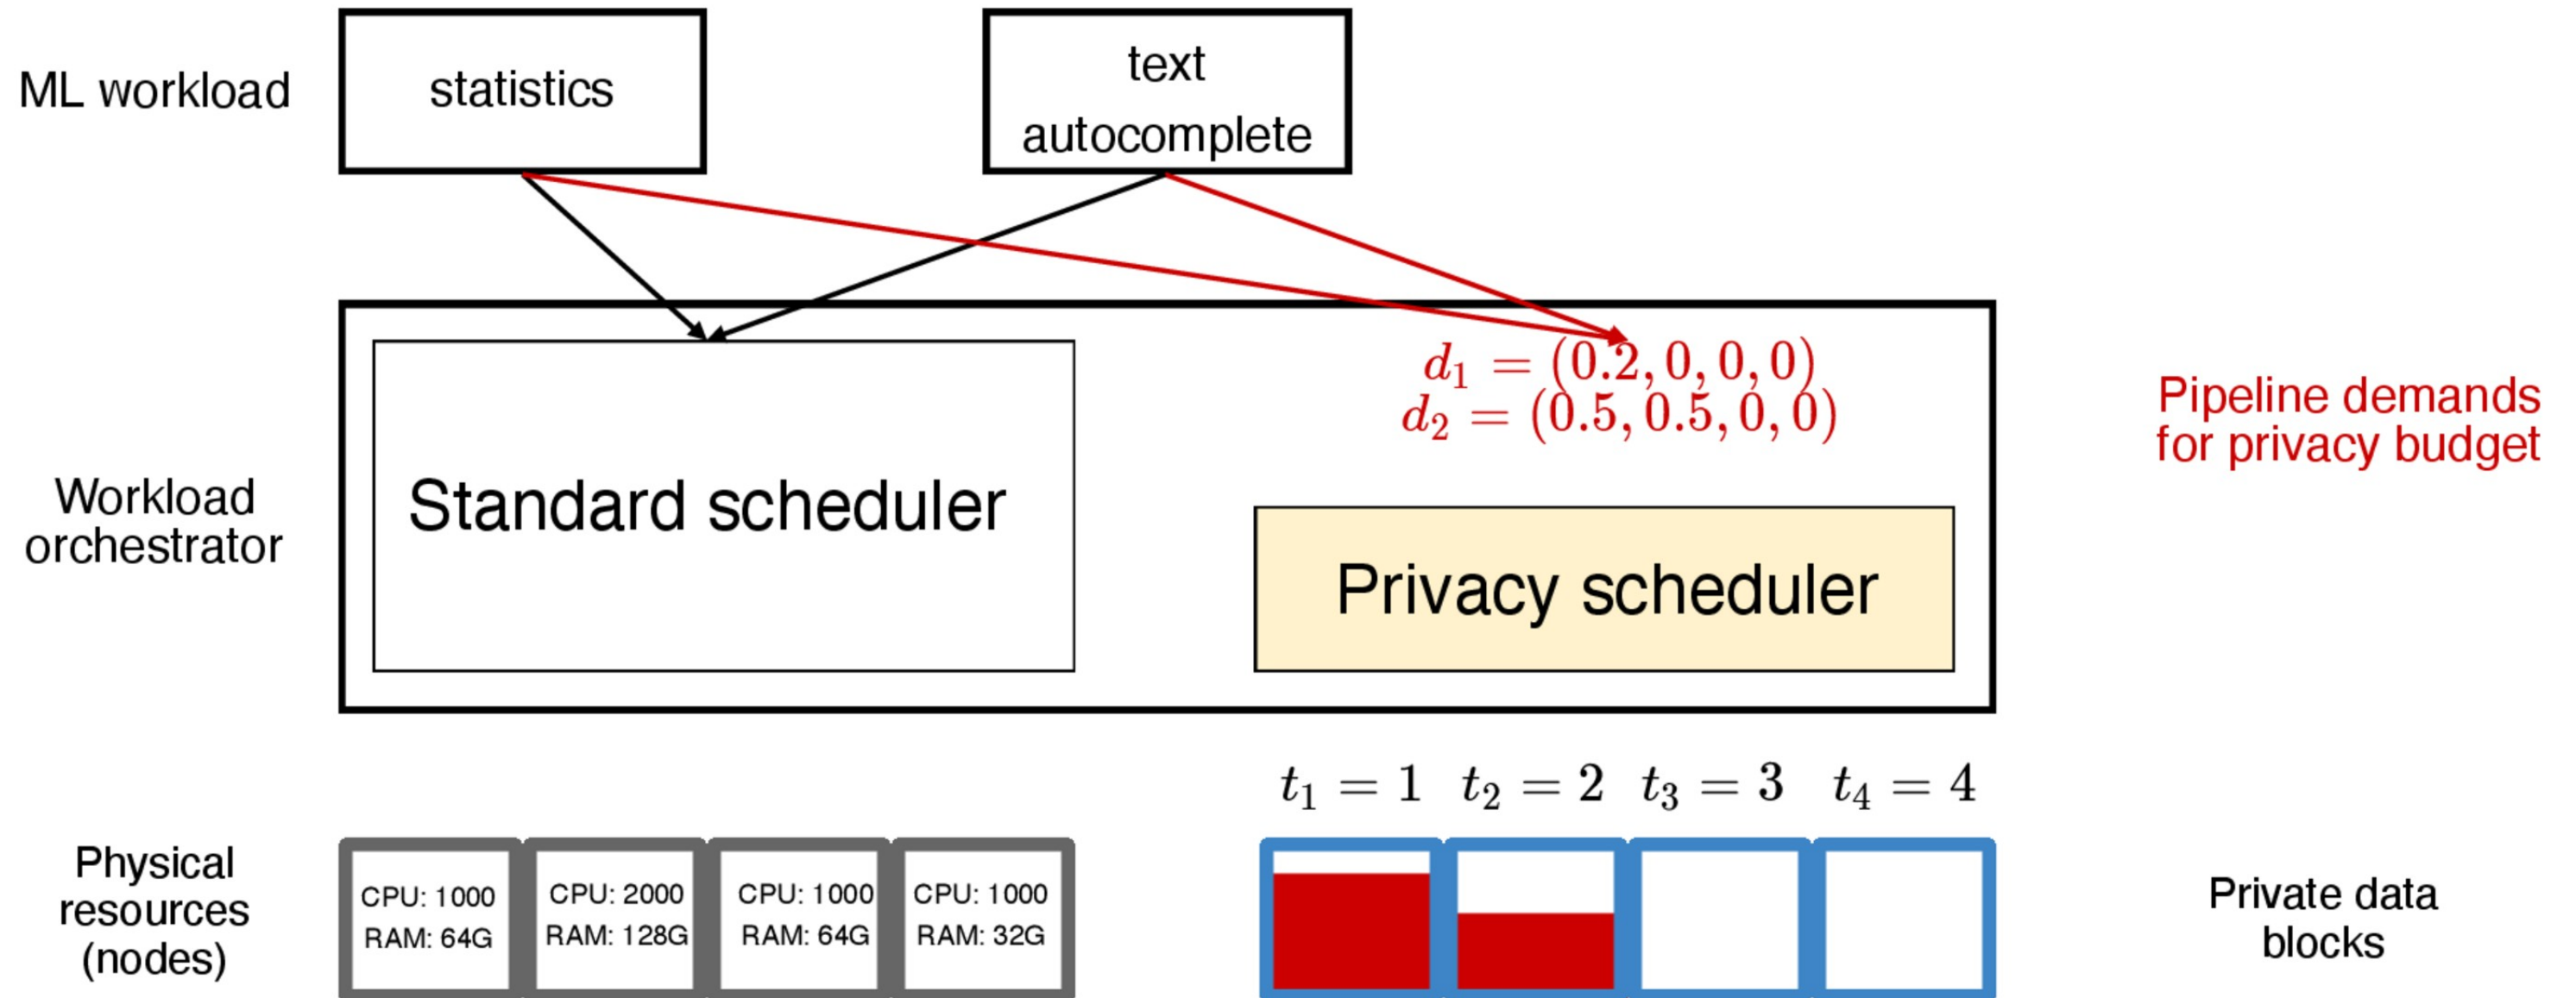 ML workload
statistics
text
autocomplete
d₁ = (0.2, 0, 0, 0)
d₂ = (0.5, 0.5, 0, 0)
Pipeline demands
for privacy budget
Workload
orchestrator
Standard scheduler
Privacy scheduler
t₁ = 1 t₂ = 2 t₃ = 3 t₄ = 4
Physical
resources
(nodes)
CPU: 1000
RAM: 64G
CPU: 2000
RAM: 128G
CPU: 1000
RAM: 64G
CPU: 1000
RAM: 32G
Private data
blocks